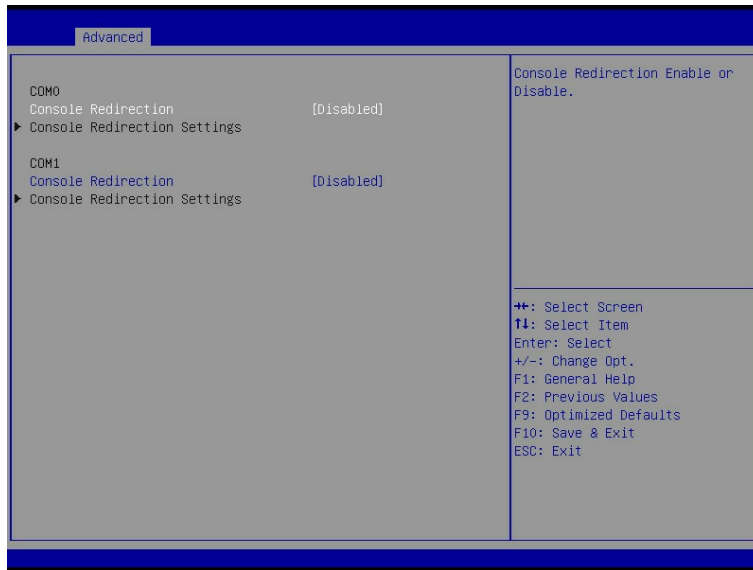 Advanced
COM0
Console Redirection [Disabled]
▶ Console Redirection Settings
COM1
Console Redirection [Disabled]
▶ Console Redirection Settings
Console Redirection Enable or
Disable.
→←: Select Screen
↑↓: Select Item
Enter: Select
+/-: Change Opt.
F1: General Help
F2: Previous Values
F9: Optimized Defaults
F10: Save & Exit
ESC: Exit